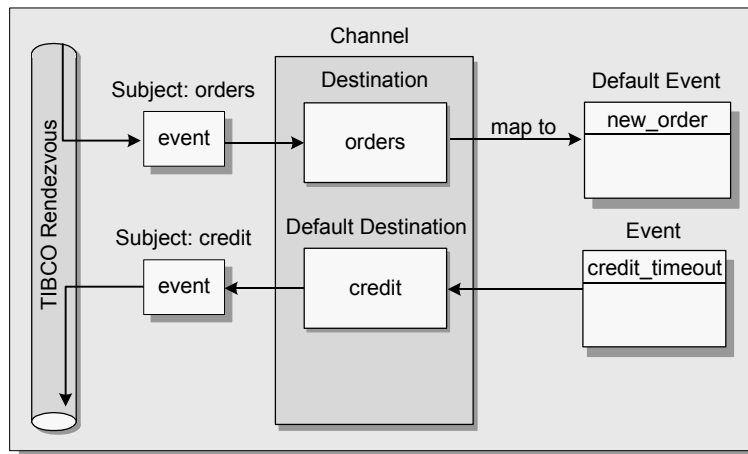 Channel
Destination
Default Event
Subject: orders
new_order
event
orders
map to
TIBCO Rendezvous
Subject: credit
Default Destination
Event
credit_timeout
event
credit